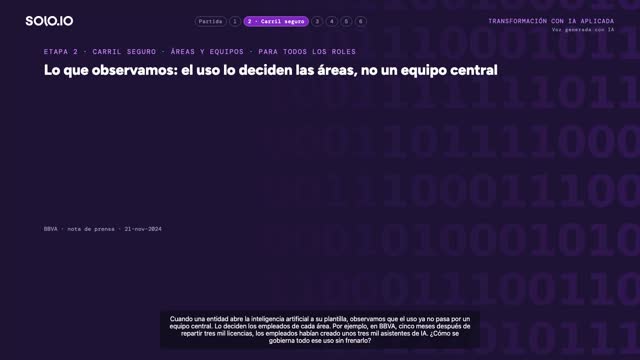 SOLO.IO
Partida 1 2 · Carril seguro 3 4 5 6
TRANSFORMACIÓN CON IA APLICADA
Voz generada con IA
ETAPA 2 · CARRIL SEGURO · ÁREAS Y EQUIPOS · PARA TODOS LOS ROLES
Lo que observamos: el uso lo deciden las áreas, no un equipo central
BBVA · nota de prensa · 21-nov-2024
Cuando una entidad abre la inteligencia artificial a su plantilla, observamos que el uso ya no pasa por un
equipo central. Lo deciden los empleados de cada área. Por ejemplo, en BBVA, cinco meses después de
repartir tres mil licencias, los empleados habían creado unos tres mil asistentes de IA. ¿Cómo se
gobierna todo ese uso sin frenarlo?